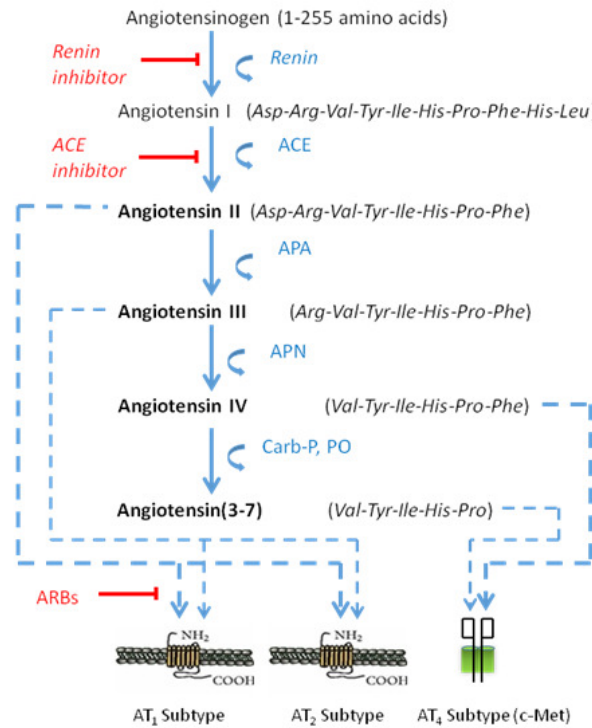 Angiotensinogen (1-255 amino acids)
Renin inhibitor
Renin
Angiotensin I (Asp-Arg-Val-Tyr-Ile-His-Pro-Phe-His-Leu
ACE inhibitor
ACE
Angiotensin II (Asp-Arg-Val-Tyr-Ile-His-Pro-Phe)
APA
Angiotensin III (Arg-Val-Tyr-Ile-His-Pro-Phe)
APN
Angiotensin IV (Val-Tyr-Ile-His-Pro-Phe)
Carb-P, PO
Angiotensin(3-7) (Val-Tyr-Ile-His-Pro)
ARBs
NH₂
COOH
NH₂
COOH
AT₁ Subtype
AT₂ Subtype
AT₄ Subtype (c-Met)